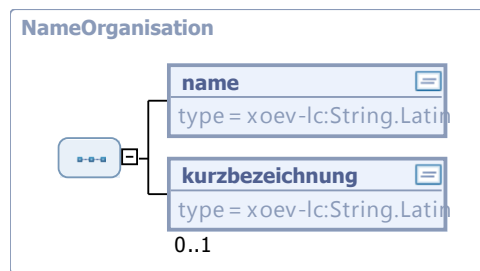 NameOrganisation
name
type = xoev-lc:String.Latin
kurzbezeichnung
type = xoev-lc:String.Latin
0..1